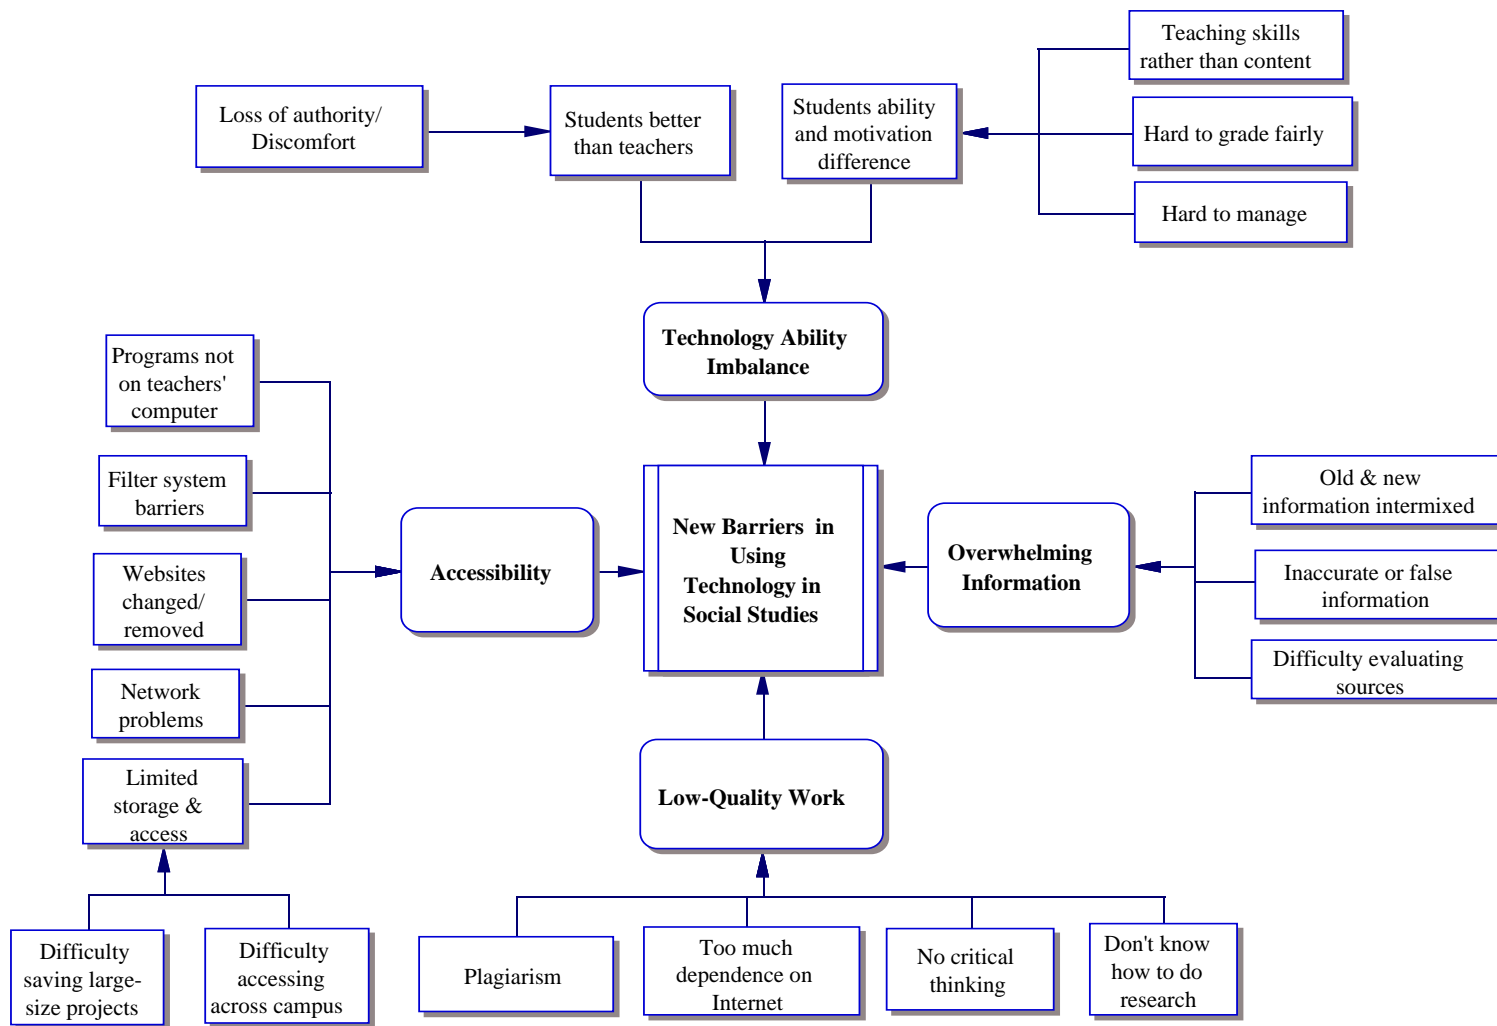 Teaching skills
rather than content
Loss of authority/
Discomfort
Students better
than teachers
Students ability
and motivation
difference
Hard to grade fairly
Hard to manage
Technology Ability
Imbalance
Programs not
on teachers'
computer
Filter system
barriers
Websites
changed/
removed
Network
problems
Limited
storage &
access
Accessibility
New Barriers in
Using
Technology in
Social Studies
Overwhelming
Information
Old & new
information intermixed
Inaccurate or false
information
Difficulty evaluating
sources
Low-Quality Work
Difficulty
saving large-
size projects
Difficulty
accessing
across campus
Plagiarism
Too much
dependence on
Internet
No critical
thinking
Don't know
how to do
research